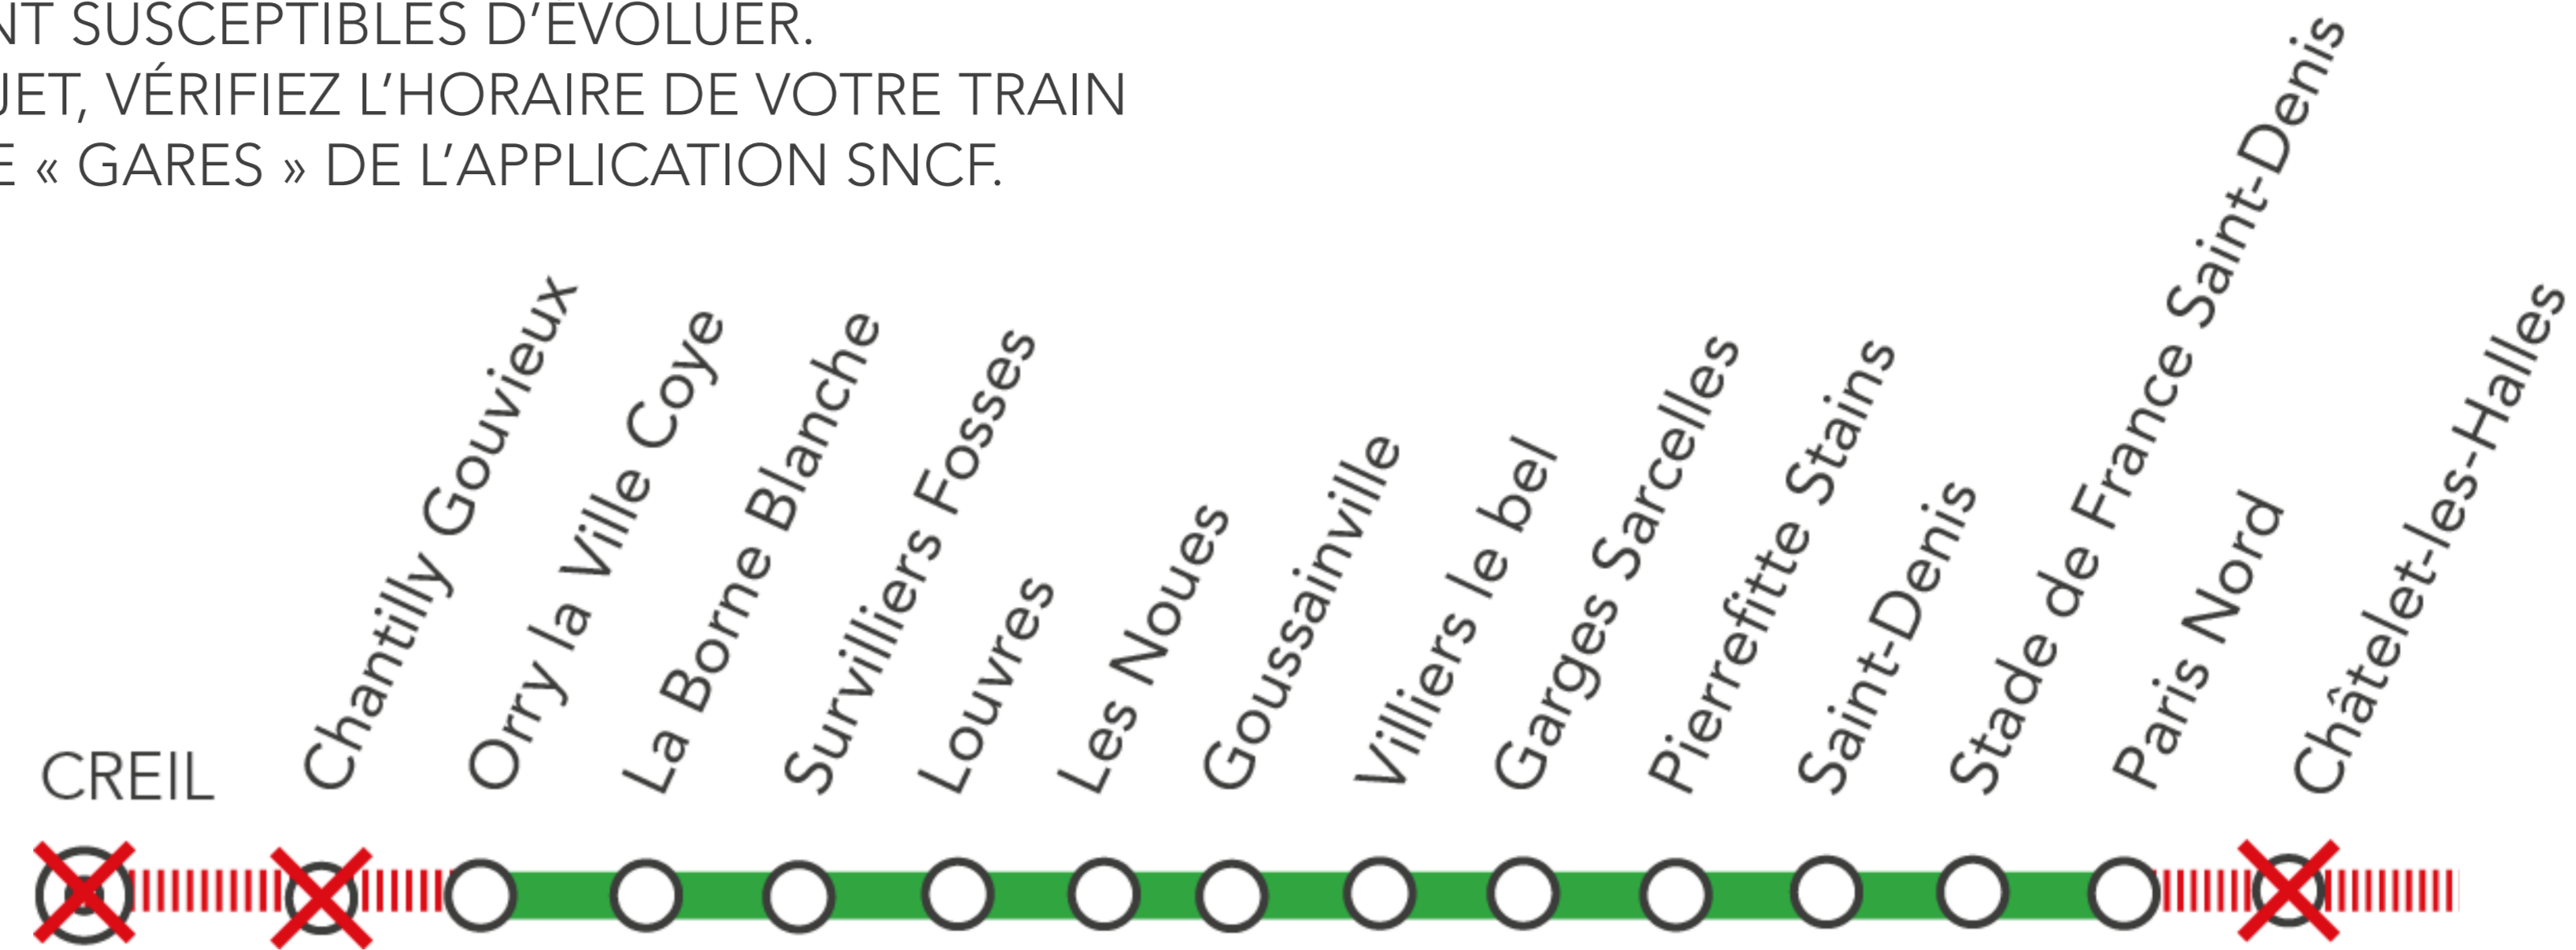 NT SUSCEPTIBLES D'EVOLUER.
JET, VÉRIFIEZ L'HORAIRE DE VOTRE TRAIN
E « GARES » DE L'APPLICATION SNCF.
CREIL
Chantilly Gouvieux
Orry la Ville Coye
La Borne Blanche
Survilliers Fosses
Louvres
Les Noues
Goussainville
Villiers le bel
Garges Sarcelles
Pierrefitte Stains
Saint-Denis
Stade de France Saint-Denis
Paris Nord
Châtelet-les-Halles